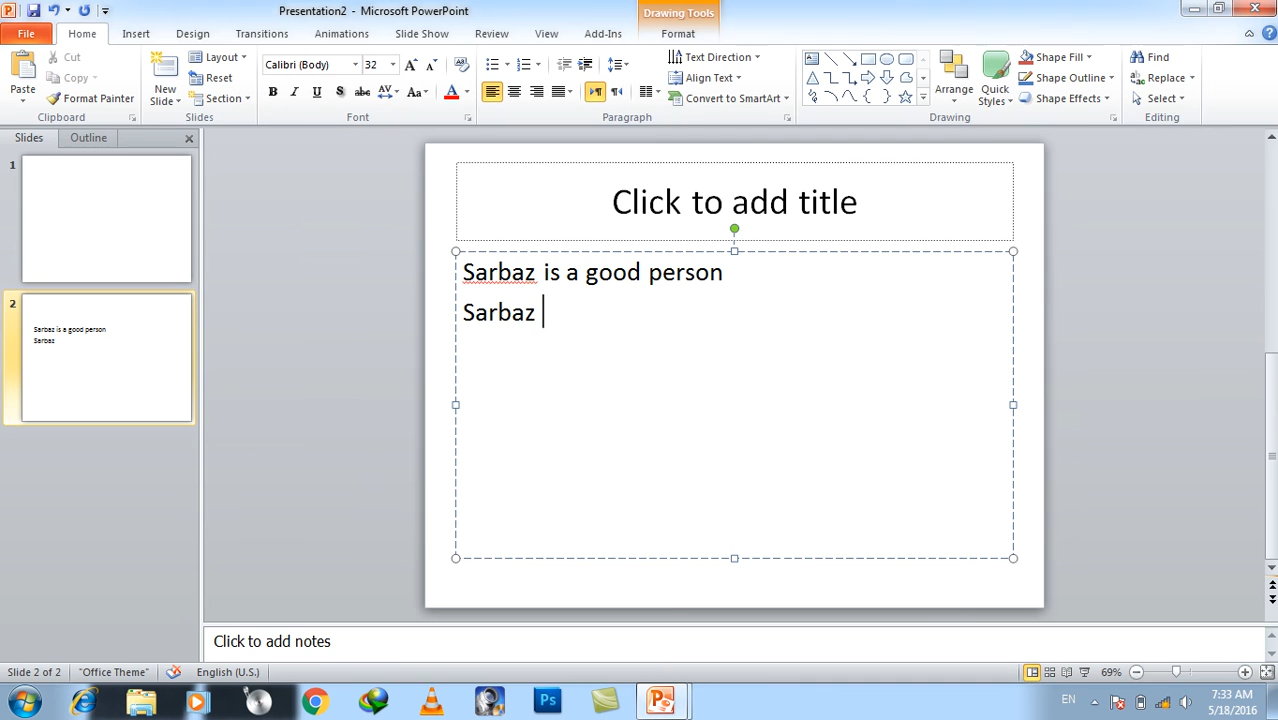 Presentation2 - Microsoft PowerPoint
Drawing Tools
File Home Insert Design Transitions Animations Slide Show Review View Add-Ins Format
Paste
Cut
Copy
Format Painter
Clipboard
New Slide
Layout
Reset
Section
Slides
Calibri (Body) 32
B I U S abc AV Aa A
Font
Text Direction
Align Text
Convert to SmartArt
Paragraph
Arrange
Quick Styles
Shape Fill
Shape Outline
Shape Effects
Drawing
Find
Replace
Select
Editing
Slides Outline
1
2
Sarbaz is a good person
Sarbaz
Click to add title
Sarbaz is a good person
Sarbaz
Click to add notes
Slide 2 of 2 "Office Theme" English (U.S.) 69%
Ps
EN
7:33 AM
5/18/2016